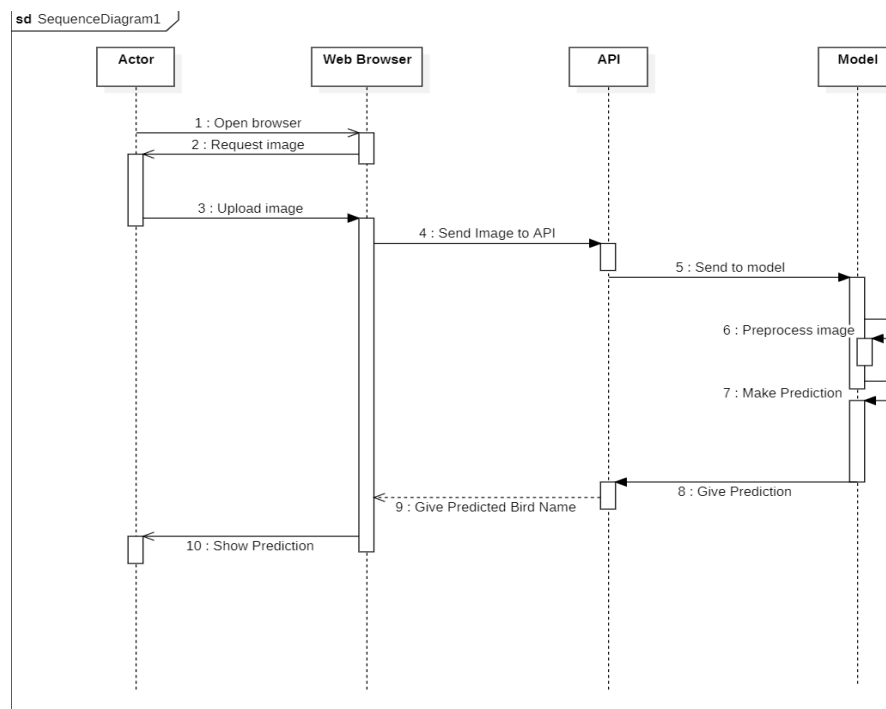 sd SequenceDiagram1
Actor
Web Browser
API
Model
1 : Open browser
2 : Request image
3 : Upload image
4 : Send Image to API
5 : Send to model
6 : Preprocess image
7 : Make Prediction
8 : Give Prediction
9 : Give Predicted Bird Name
10 : Show Prediction